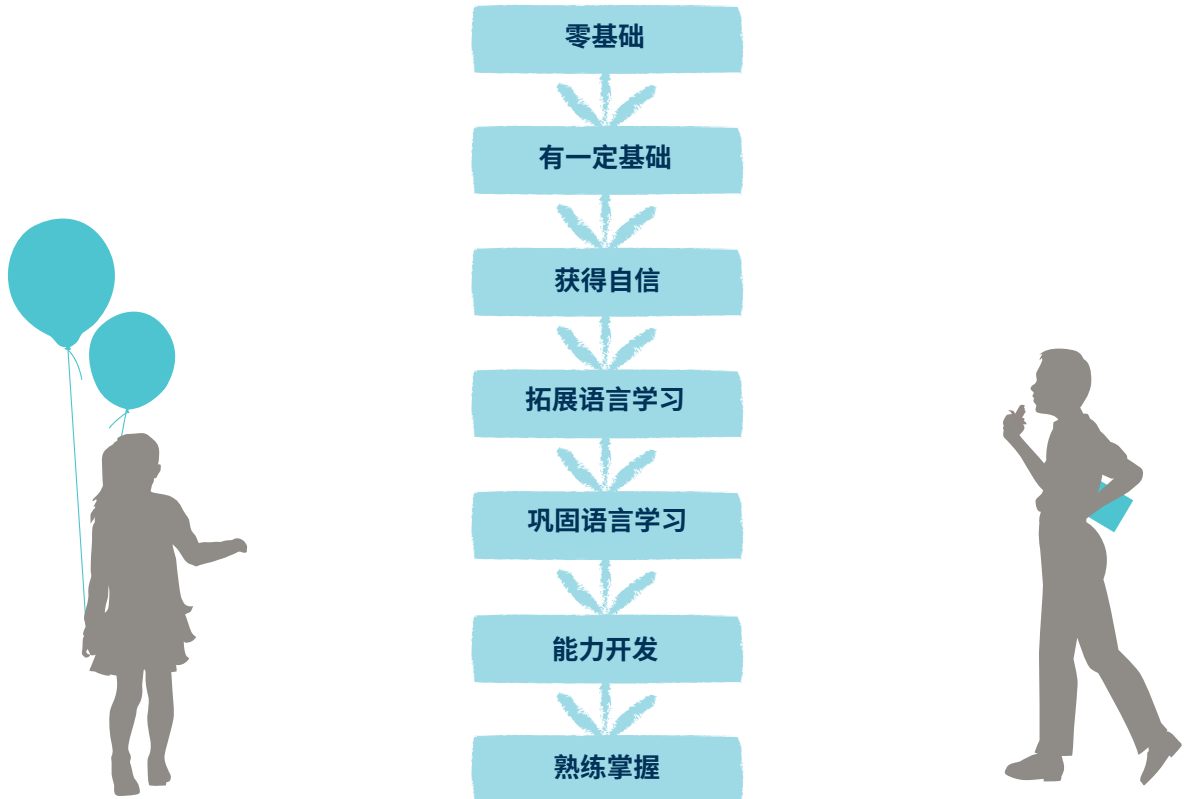 零基础
有一定基础
获得自信
拓展语言学习
巩固语言学习
能力开发
熟练掌握